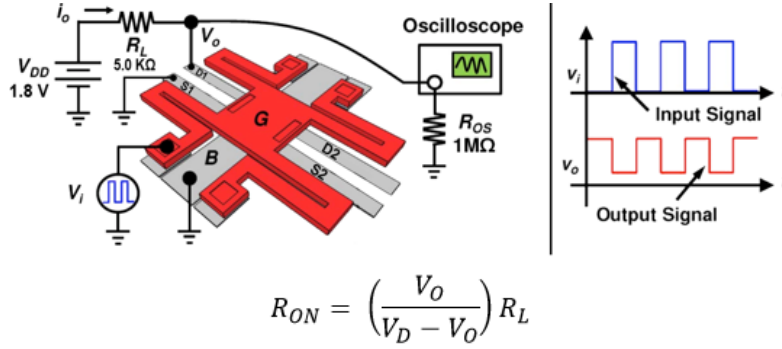 i_o
R_L
5.0 KΩ
V_o
Oscilloscope
V_DD
1.8 V
D1
S1
G
R_OS
1MΩ
B
D2
S2
V_i
v_i
Input Signal
v_o
Output Signal
R_ON = (V_O / (V_D − V_O)) R_L